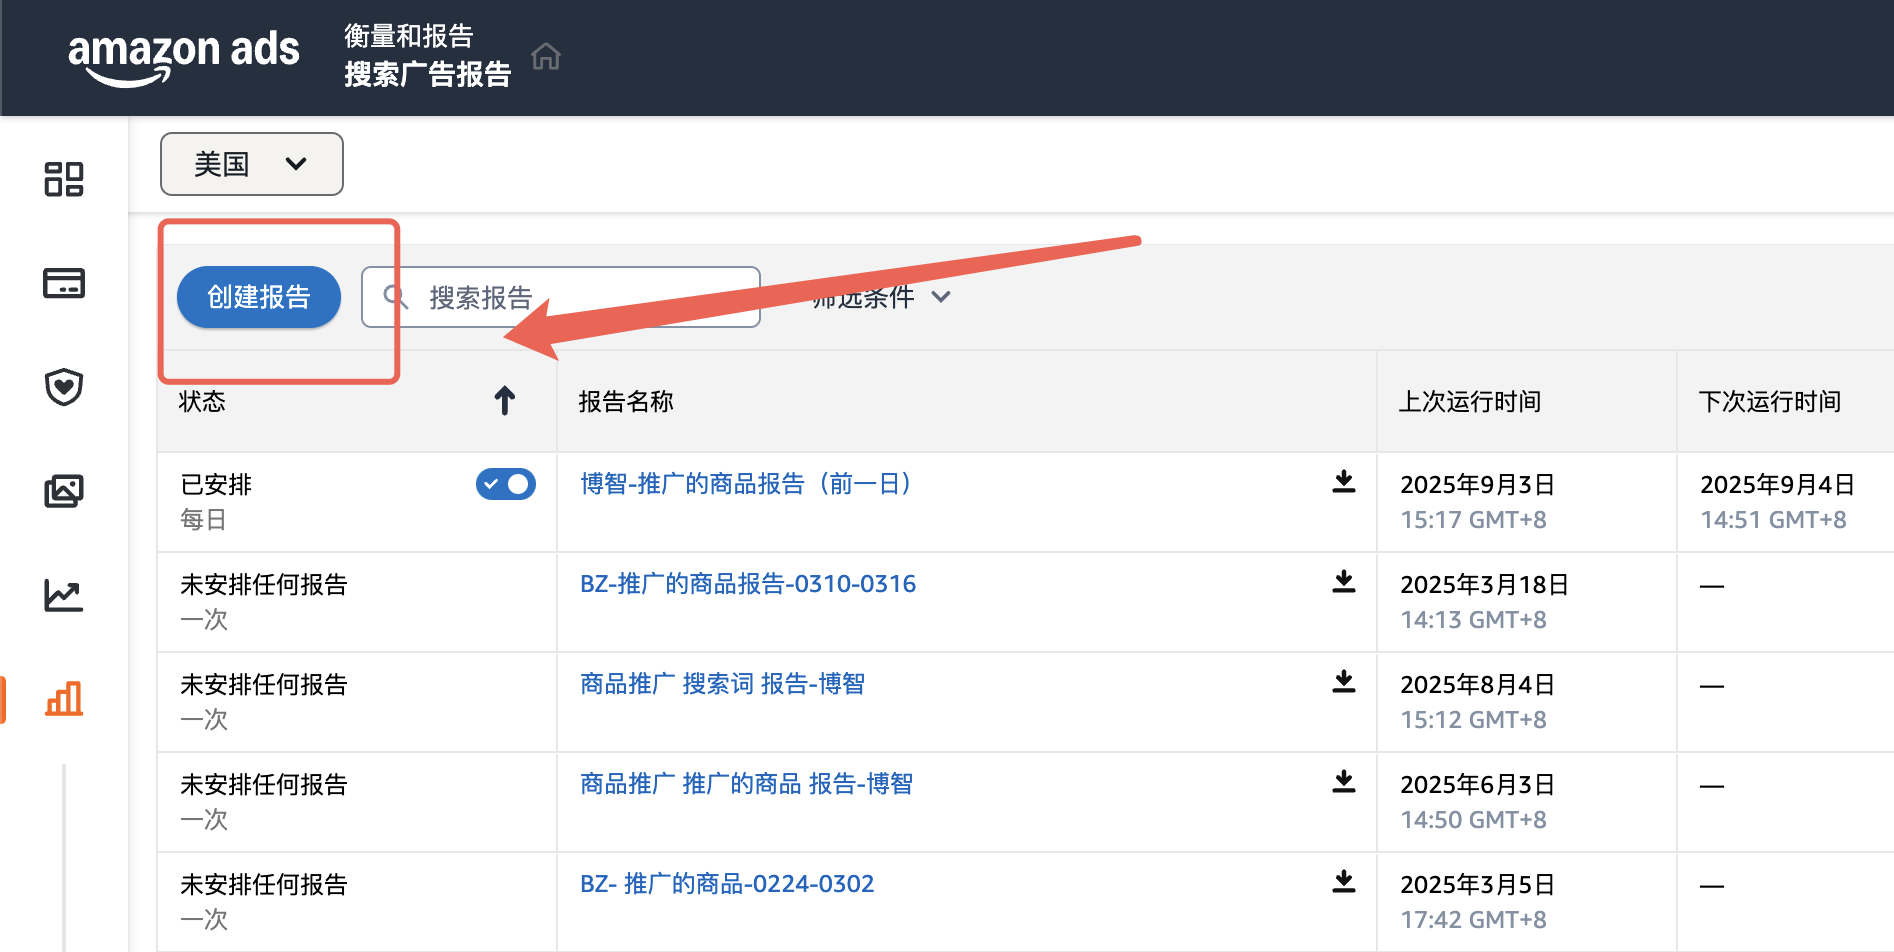 amazon ads
衡量和报告
搜索广告报告
美国
创建报告
搜索报告
筛选条件
状态
报告名称
上次运行时间
下次运行时间
已安排
每日
博智-推广的商品报告（前一日）
2025年9月3日
15:17 GMT+8
2025年9月4日
14:51 GMT+8
未安排任何报告
一次
BZ-推广的商品报告-0310-0316
2025年3月18日
14:13 GMT+8
—
未安排任何报告
一次
商品推广 搜索词 报告-博智
2025年8月4日
15:12 GMT+8
—
未安排任何报告
一次
商品推广 推广的商品 报告-博智
2025年6月3日
14:50 GMT+8
—
未安排任何报告
一次
BZ- 推广的商品-0224-0302
2025年3月5日
17:42 GMT+8
—